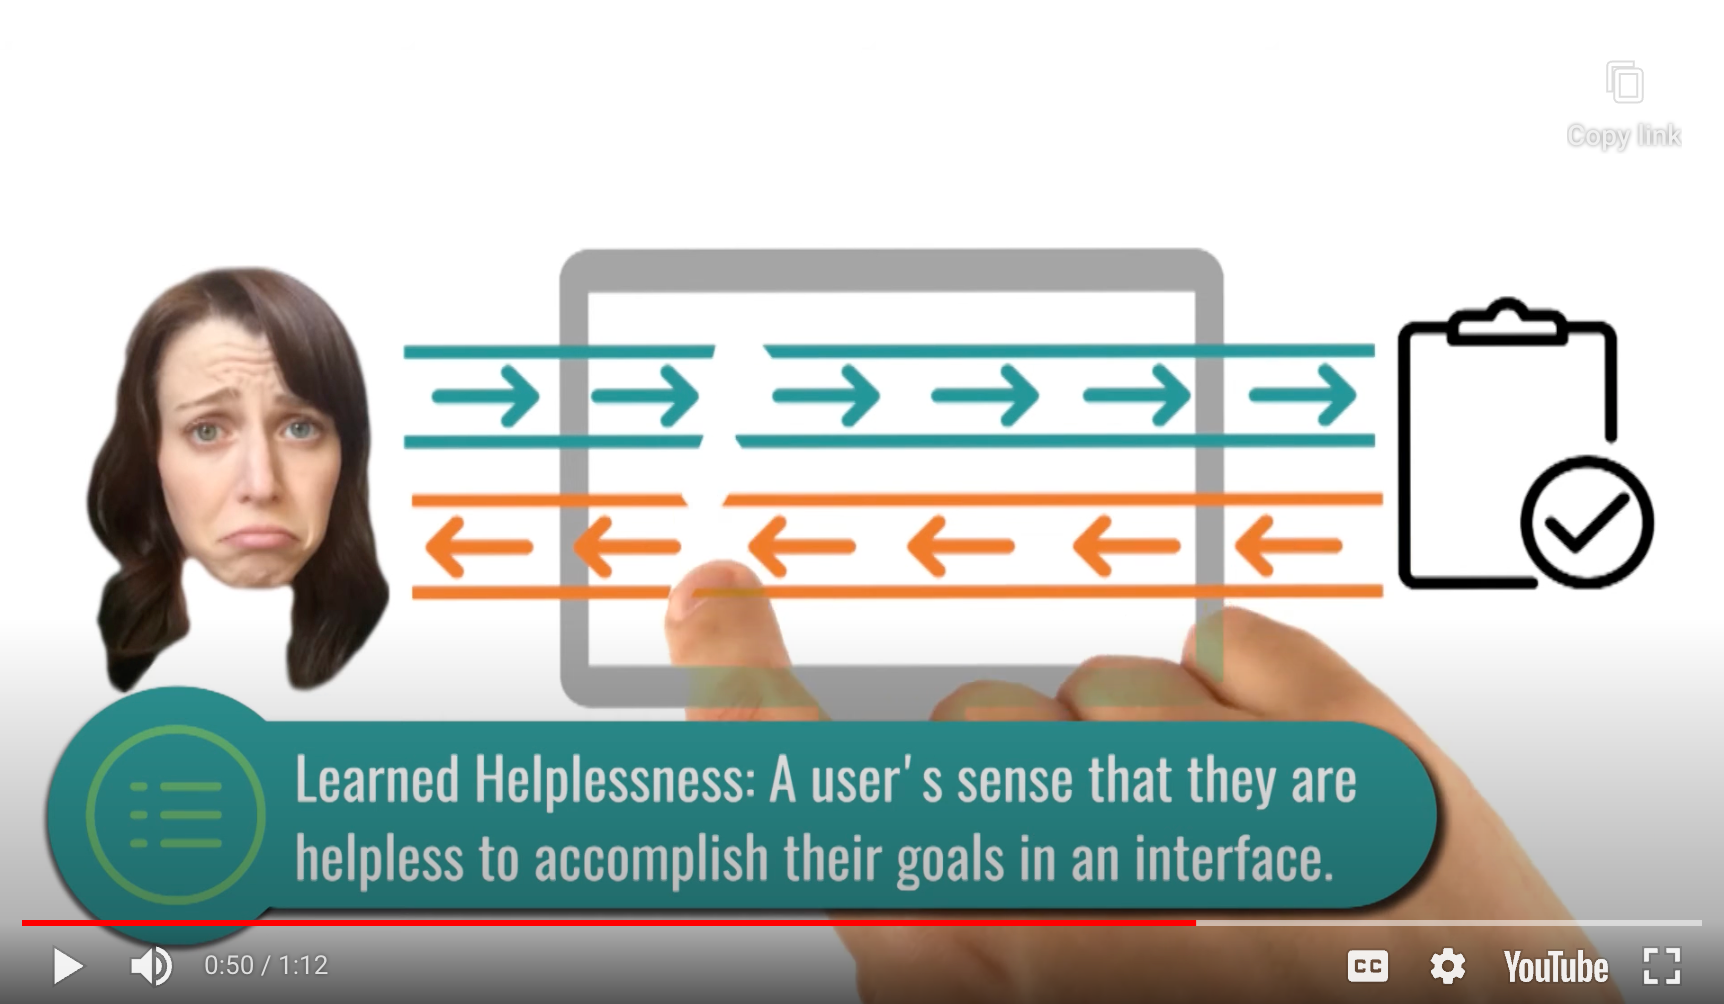 Copy link
Learned Helplessness: A user's sense that they are
helpless to accomplish their goals in an interface.
0:50 / 1:12
CC
YouTube